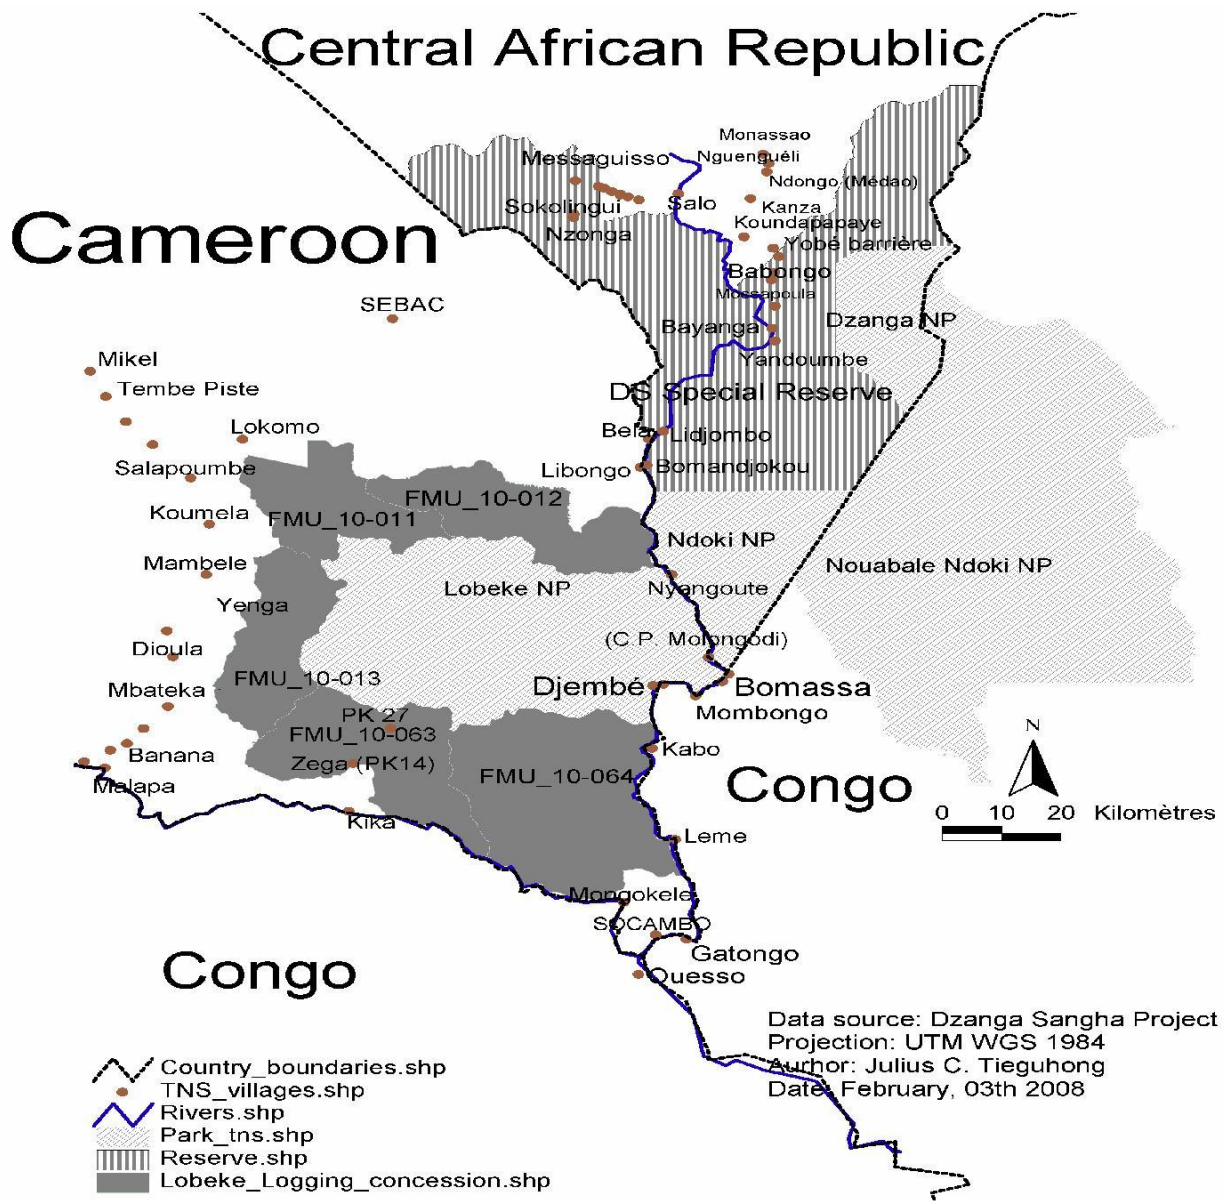 Central African Republic
Monassao
Messaguisso
Nguenguéli
Ndongo (Médao)
Sokolingui
Salo
Kanza
Nzonga
Koundapapaye
Cameroon
Yobé barrière
Babongo
Mossapoula
SEBAC
Bayanga
Dzanga NP
Mikel
Yandoumbe
Tembe Piste
DS Special Reserve
Lokomo
Bela
Lidjombo
Salapoumbe
Libongo
Bomandjokou
FMU_10-012
Koumela
FMU_10-011
Ndoki NP
Mambele
Lobeke NP
Nyangoute
Nouabale Ndoki NP
Yenga
Dioula
(C.P. Molongodi)
FMU_10-013
Djembé
Bomassa
Mbateka
Mombongo
PK 27
FMU_10-063
N
Banana
Zega (PK14)
Kabo
Malapa
FMU_10-064
Congo
0 10 20 Kilomètres
Kika
Leme
Mongokele
SOCAMBO
Gatongo
Congo
Ouesso
Data source: Dzanga Sangha Project
Projection: UTM WGS 1984
Aurhor: Julius C. Tieguhong
Date: February, 03th 2008
Country_boundaries.shp
TNS_villages.shp
Rivers.shp
Park_tns.shp
Reserve.shp
Lobeke_Logging_concession.shp